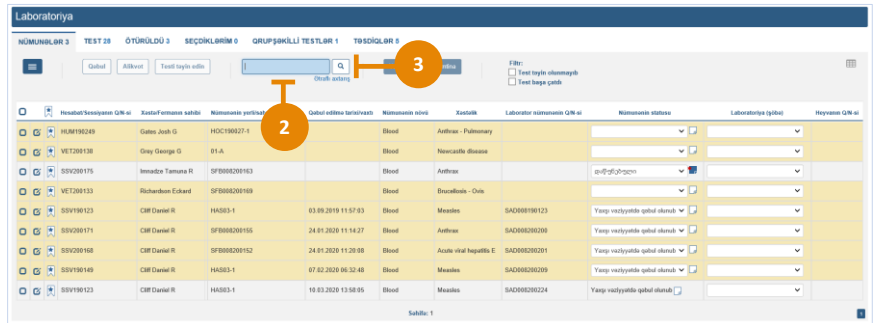 Laboratoriya
NÜMUNƏLƏR 3 TEST 28 ÖTÜRÜLDÜ 3 SEÇDİKLƏRİM 0 QRUPŞƏKİLLİ TESTLƏR 1 TƏSDİQLƏR 5
Qəbul Alikvot Testi təyin edin
Ətraflı axtarış
3
2
Filtr:
Test təyin olunmayıb
Test başa çatdı
Hesabat/Sessiyanın Q/N-si Xəstə/Fermanın sahibi Qəbul edilmə tarixi/vaxtı Nümunənin növü Xəstəlik Laborator nümunənin Q/N-si Nümunənin statusu Laboratoriya (şöbə) Heyvanın Q/N-si
HUM190249 Gates Josh G HOC190027-1 Blood Anthrax - Pulmonary
VET200138 Grey George G 01-A Blood Newcastle disease
SSV200175 Imnadze Tamuna R SFB008200163 Blood Anthrax დაწუნებული
VET200133 Richardson Eckard SFB008200169 Blood Brucellosis - Ovis
SSV190123 Cliff Daniel R HAS03-1 03.09.2019 11:57:03 Blood Measles SAD008190123 Yaxşı vəziyyətdə qəbul olunub
SSV200171 Cliff Daniel R SFB008200155 24.01.2020 11:14:27 Blood Anthrax SAD008200200 Yaxşı vəziyyətdə qəbul olunub
SSV200168 Cliff Daniel R SFB008200152 24.01.2020 11:20:08 Blood Acute viral hepatitis E SAD008200201 Yaxşı vəziyyətdə qəbul olunub
SSV190149 Cliff Daniel R HAS03-1 07.02.2020 06:32:48 Blood Measles SAD008200209 Yaxşı vəziyyətdə qəbul olunub
SSV190123 Cliff Daniel R HAS03-1 10.03.2020 13:58:05 Blood Measles SAD008200224 Yaxşı vəziyyətdə qəbul olunub
Səhifə: 1